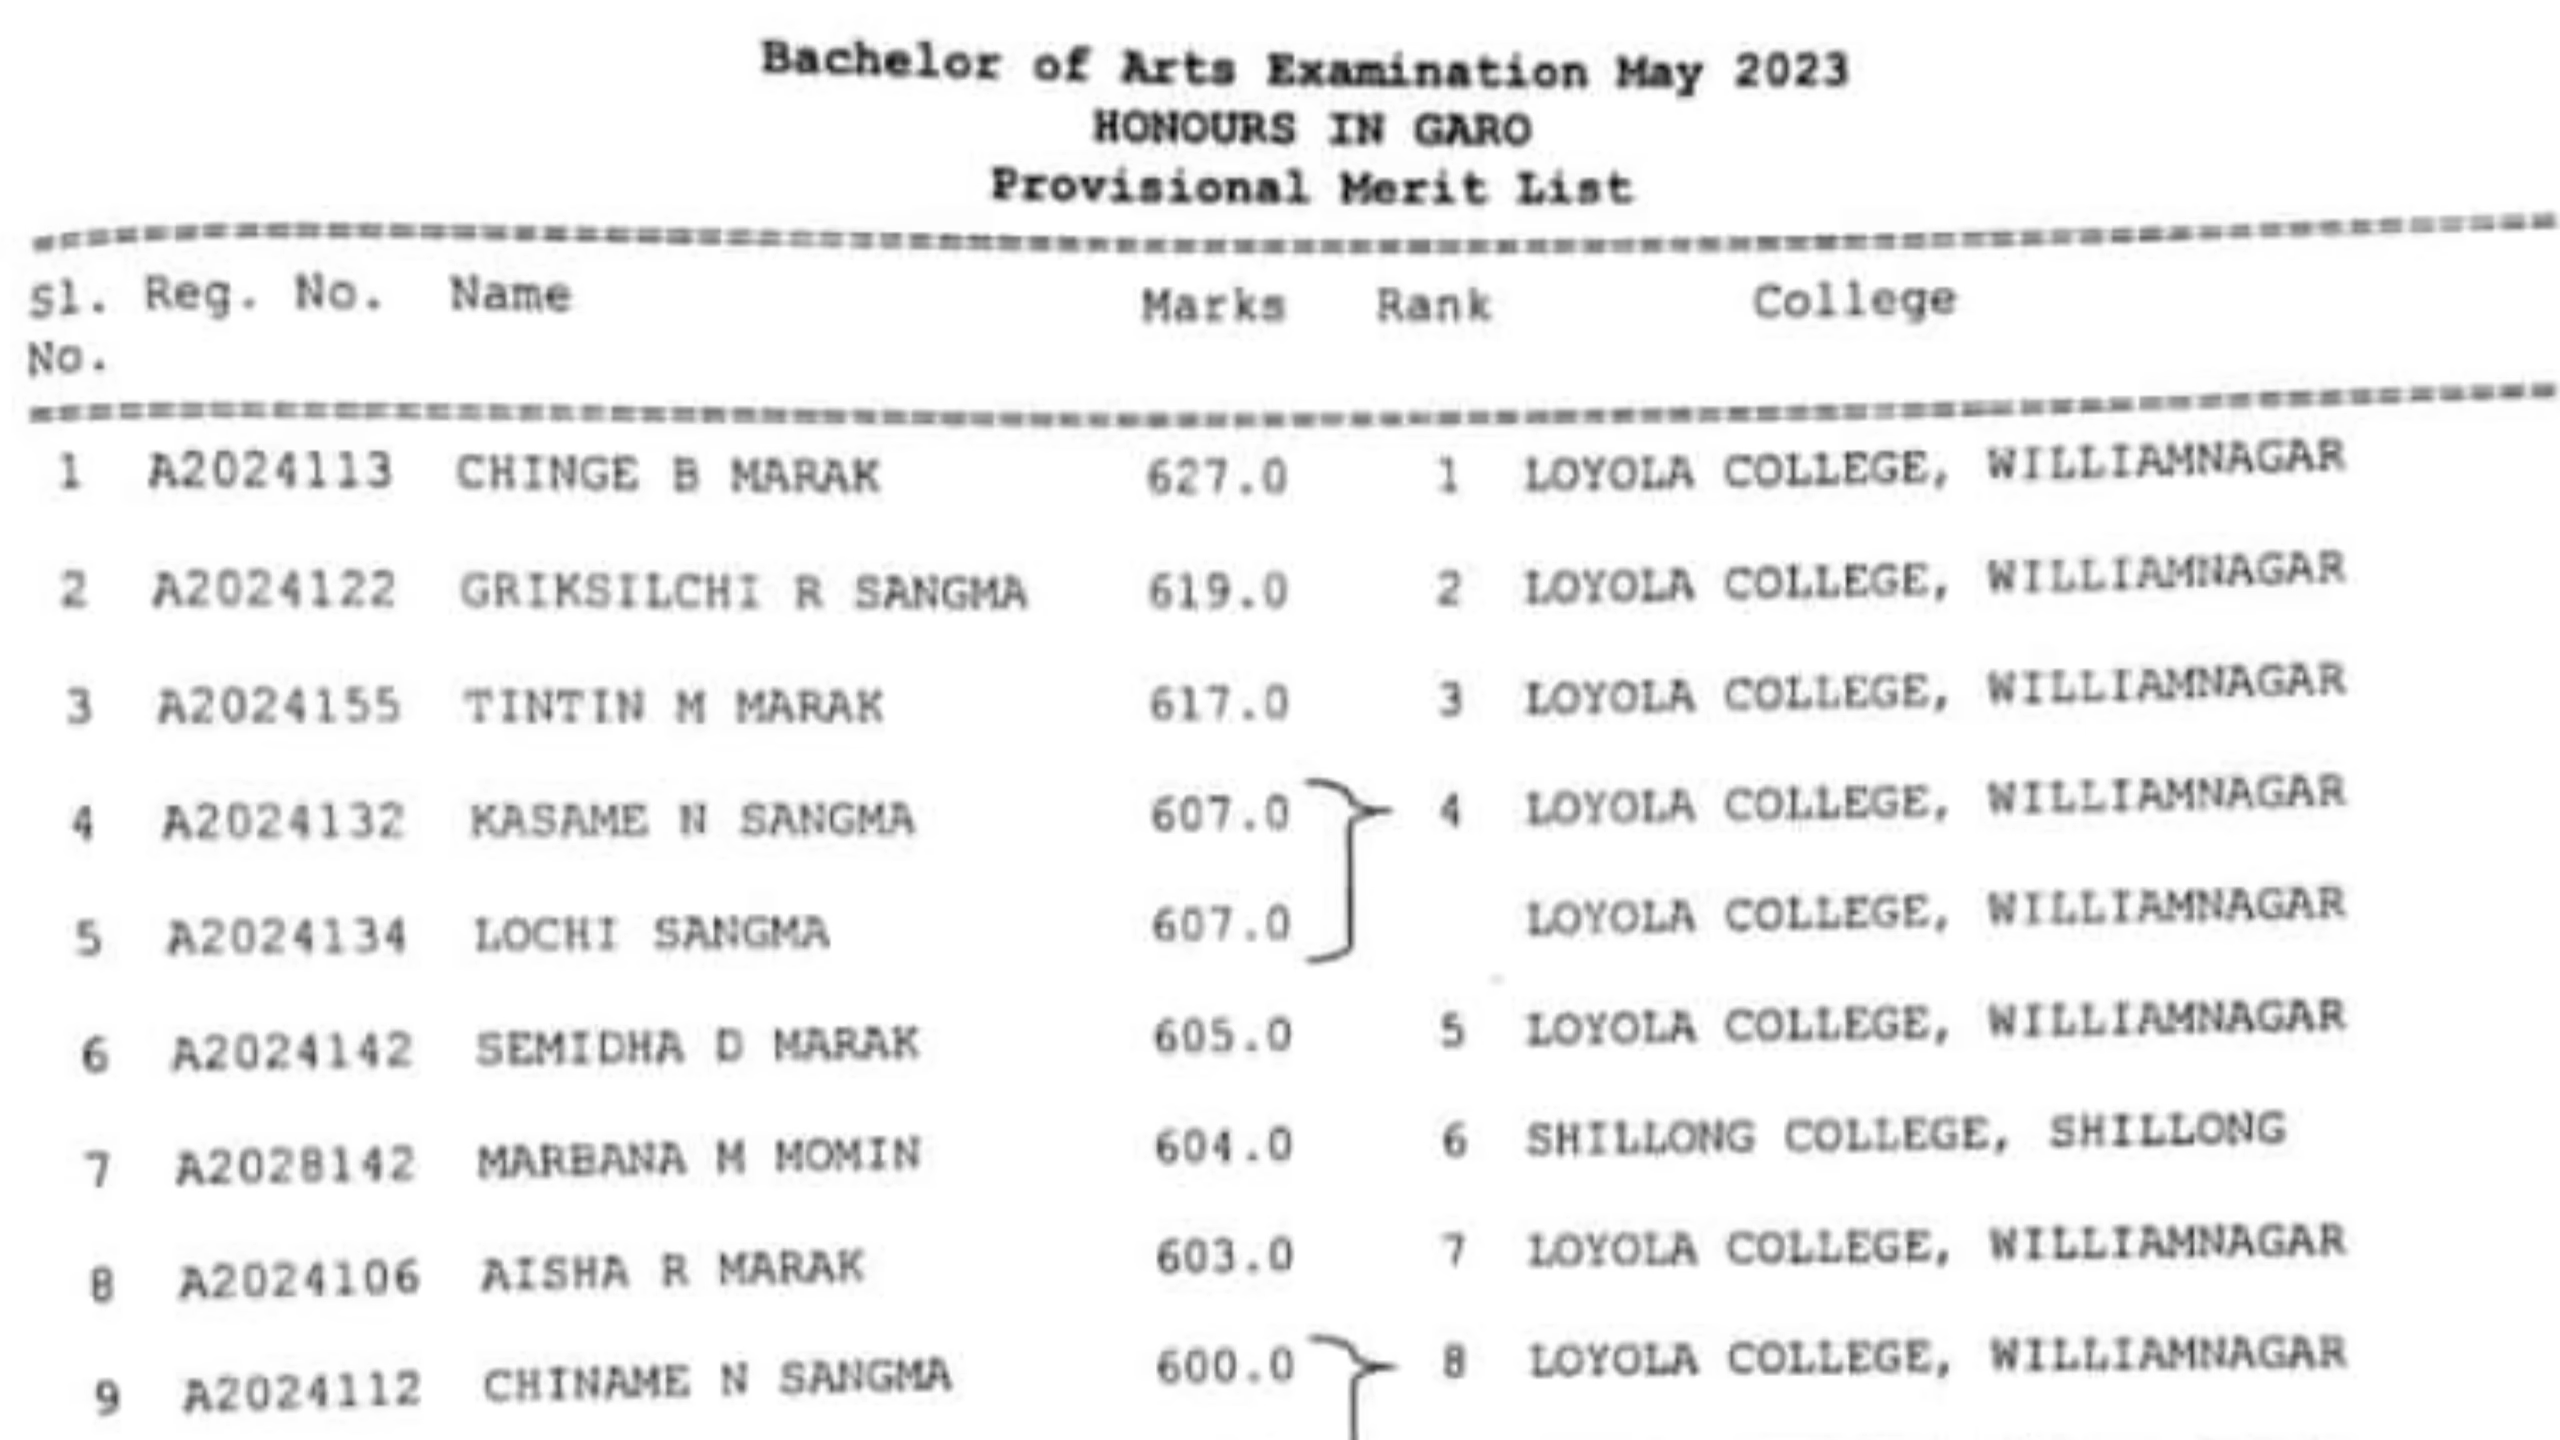 Bachelor of Arts Examination May 2023
HONOURS IN GARO
Provisional Merit List
Sl. Reg. No. Name Marks Rank College
No.
1 A2024113 CHINGE B MARAK 627.0 1 LOYOLA COLLEGE, WILLIAMNAGAR
2 A2024122 GRIKSILCHI R SANGMA 619.0 2 LOYOLA COLLEGE, WILLIAMNAGAR
3 A2024155 TINTIN M MARAK 617.0 3 LOYOLA COLLEGE, WILLIAMNAGAR
4 A2024132 KASAME N SANGMA 607.0 4 LOYOLA COLLEGE, WILLIAMNAGAR
5 A2024134 LOCHI SANGMA 607.0 LOYOLA COLLEGE, WILLIAMNAGAR
6 A2024142 SEMIDHA D MARAK 605.0 5 LOYOLA COLLEGE, WILLIAMNAGAR
7 A2028142 MARBANA M MOMIN 604.0 6 SHILLONG COLLEGE, SHILLONG
8 A2024106 AISHA R MARAK 603.0 7 LOYOLA COLLEGE, WILLIAMNAGAR
9 A2024112 CHINAME N SANGMA 600.0 8 LOYOLA COLLEGE, WILLIAMNAGAR